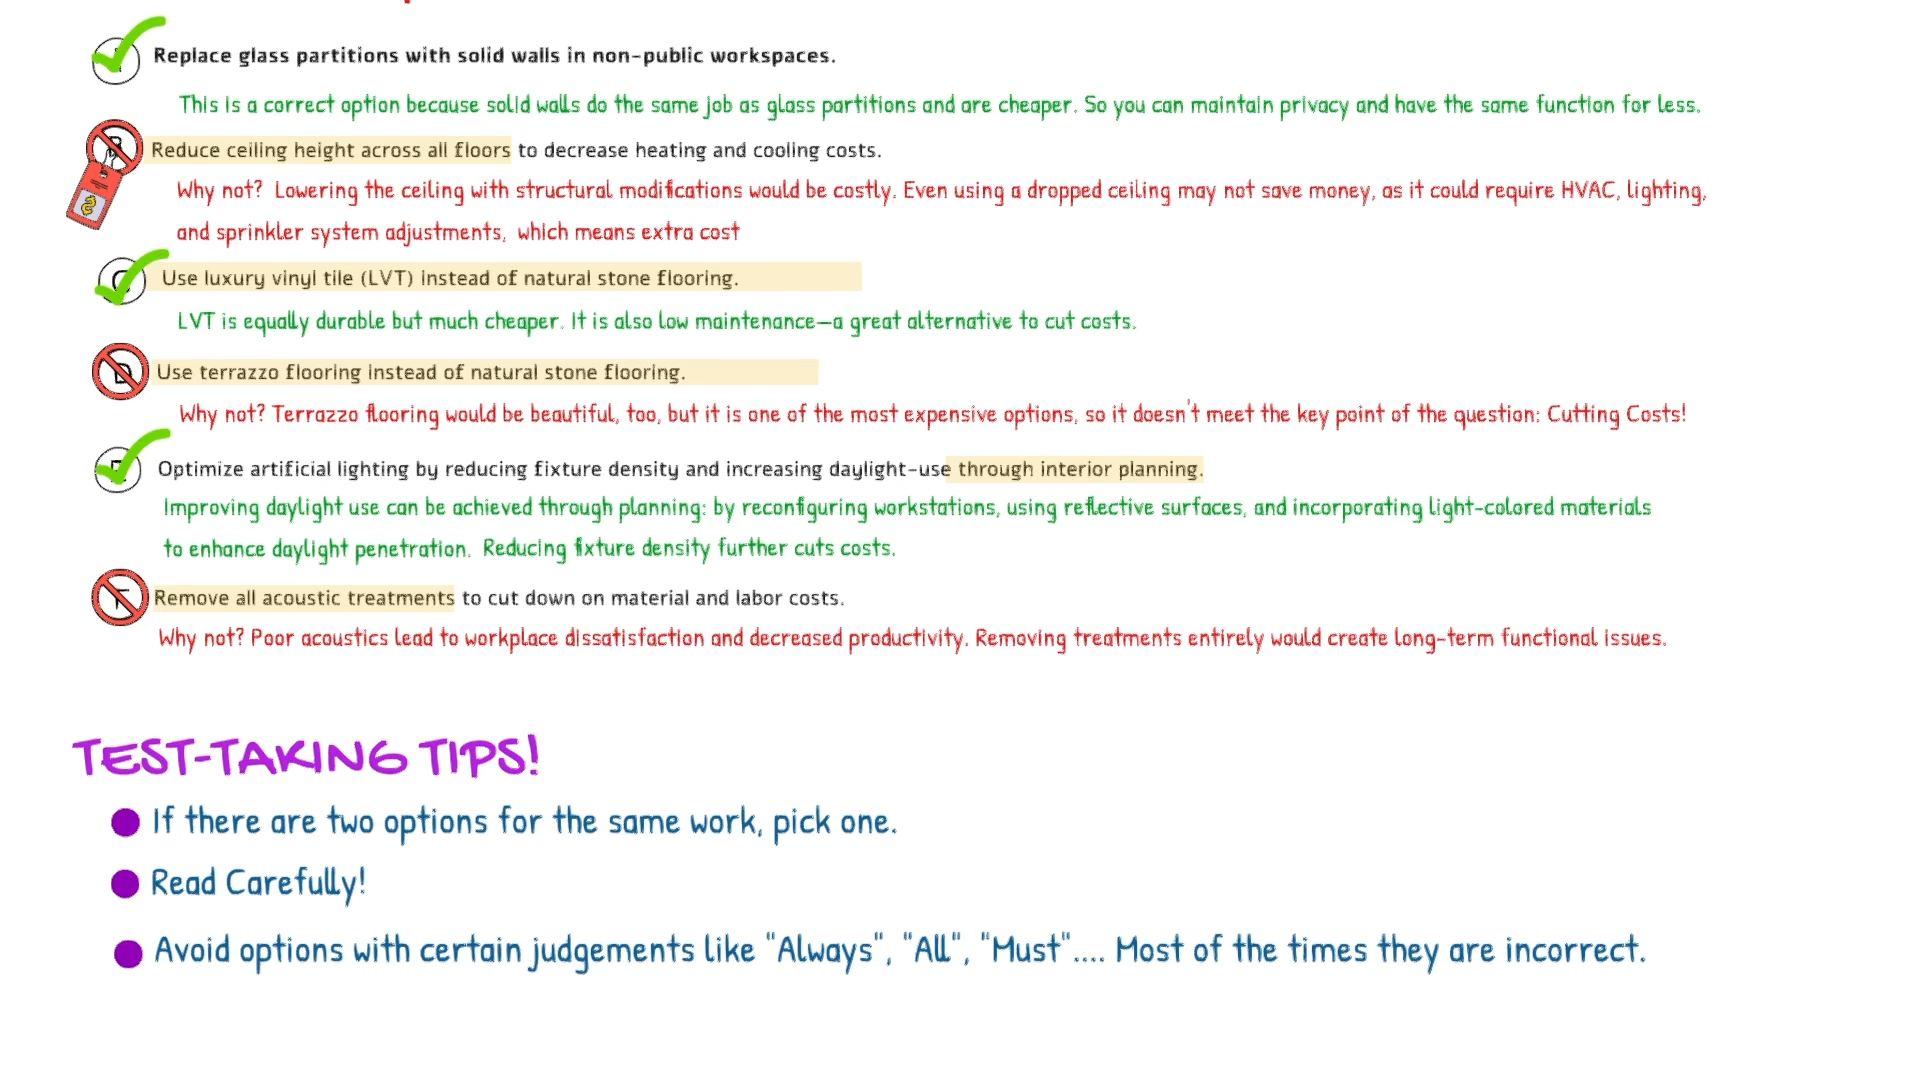 Replace glass partitions with solid walls in non-public workspaces.
This is a correct option because solid walls do the same job as glass partitions and are cheaper. So you can maintain privacy and have the same function for less.
B Reduce ceiling height across all floors to decrease heating and cooling costs.
Why not? Lowering the ceiling with structural modifications would be costly. Even using a dropped ceiling may not save money, as it could require HVAC, lighting,
and sprinkler system adjustments, which means extra cost
C Use luxury vinyl tile (LVT) instead of natural stone flooring.
LVT is equally durable but much cheaper. It is also low maintenance—a great alternative to cut costs.
D Use terrazzo flooring instead of natural stone flooring.
Why not? Terrazzo flooring would be beautiful, too, but it is one of the most expensive options, so it doesn't meet the key point of the question: Cutting Costs!
Optimize artificial lighting by reducing fixture density and increasing daylight-use through interior planning.
Improving daylight use can be achieved through planning: by reconfiguring workstations, using reflective surfaces, and incorporating light-colored materials
to enhance daylight penetration. Reducing fixture density further cuts costs.
Remove all acoustic treatments to cut down on material and labor costs.
Why not? Poor acoustics lead to workplace dissatisfaction and decreased productivity. Removing treatments entirely would create long-term functional issues.
TEST-TAKING TIPS!
If there are two options for the same work, pick one.
Read Carefully!
Avoid options with certain judgements like "Always", "All", "Must".... Most of the times they are incorrect.